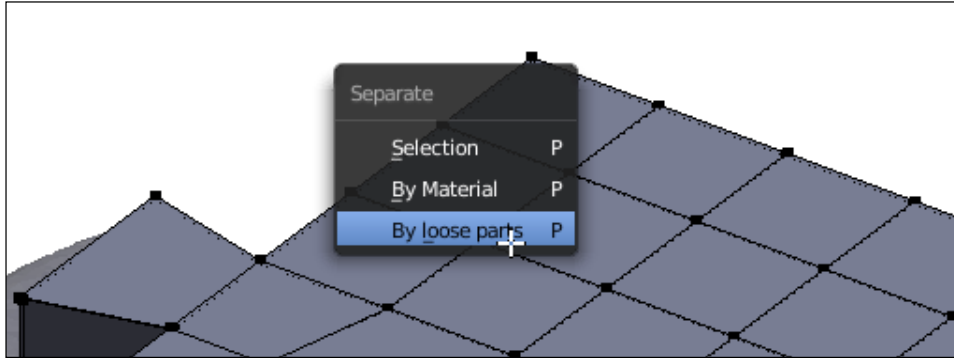 Separate
Selection P
By Material P
By loose parts P